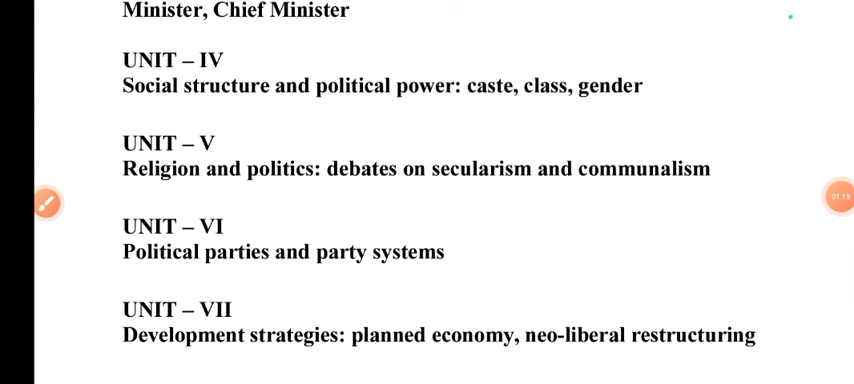 Minister, Chief Minister
UNIT – IV
Social structure and political power: caste, class, gender
UNIT – V
Religion and politics: debates on secularism and communalism
01:15
UNIT – VI
Political parties and party systems
UNIT – VII
Development strategies: planned economy, neo-liberal restructuring